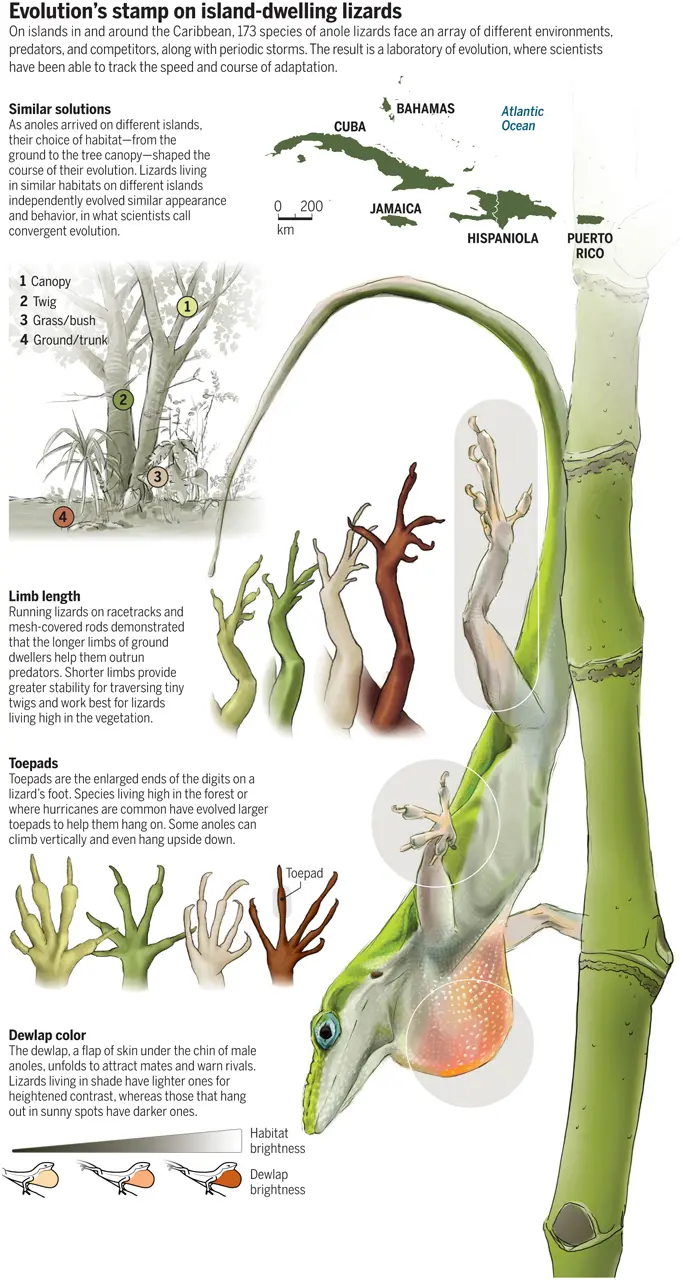 Evolution's stamp on island-dwelling lizards
On islands in and around the Caribbean, 173 species of anole lizards face an array of different environments,
predators, and competitors, along with periodic storms. The result is a laboratory of evolution, where scientists
have been able to track the speed and course of adaptation.
Similar solutions
As anoles arrived on different islands,
their choice of habitat—from the
ground to the tree canopy—shaped the
course of their evolution. Lizards living
in similar habitats on different islands
independently evolved similar appearance
and behavior, in what scientists call
convergent evolution.
BAHAMAS
CUBA
Atlantic
Ocean
0 200
km
JAMAICA
HISPANIOLA
PUERTO
RICO
1 Canopy
2 Twig
3 Grass/bush
4 Ground/trunk
1
2
3
4
Limb length
Running lizards on racetracks and
mesh-covered rods demonstrated
that the longer limbs of ground
dwellers help them outrun
predators. Shorter limbs provide
greater stability for traversing tiny
twigs and work best for lizards
living high in the vegetation.
Toepads
Toepads are the enlarged ends of the digits on a
lizard's foot. Species living high in the forest or
where hurricanes are common have evolved larger
toepads to help them hang on. Some anoles can
climb vertically and even hang upside down.
Toepad
Dewlap color
The dewlap, a flap of skin under the chin of male
anoles, unfolds to attract mates and warn rivals.
Lizards living in shade have lighter ones for
heightened contrast, whereas those that hang
out in sunny spots have darker ones.
Habitat
brightness
Dewlap
brightness